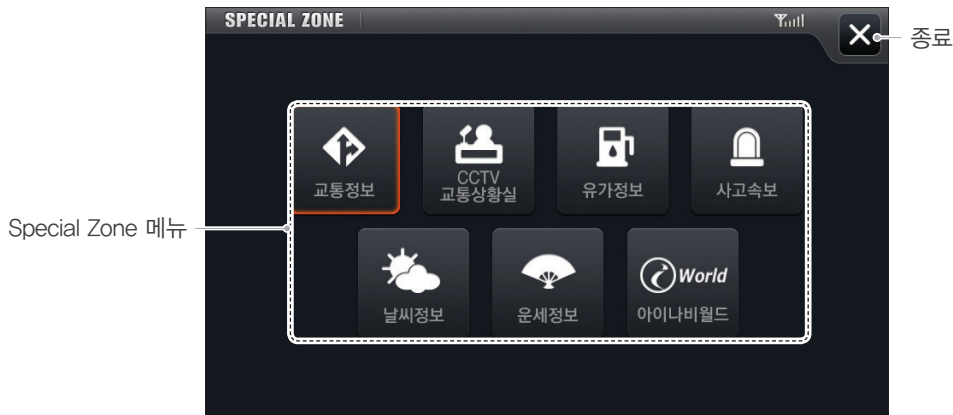 SPECIAL ZONE
종료
교통정보
CCTV
교통상황실
유가정보
사고속보
Special Zone 메뉴
날씨정보
운세정보
World
아이나비월드